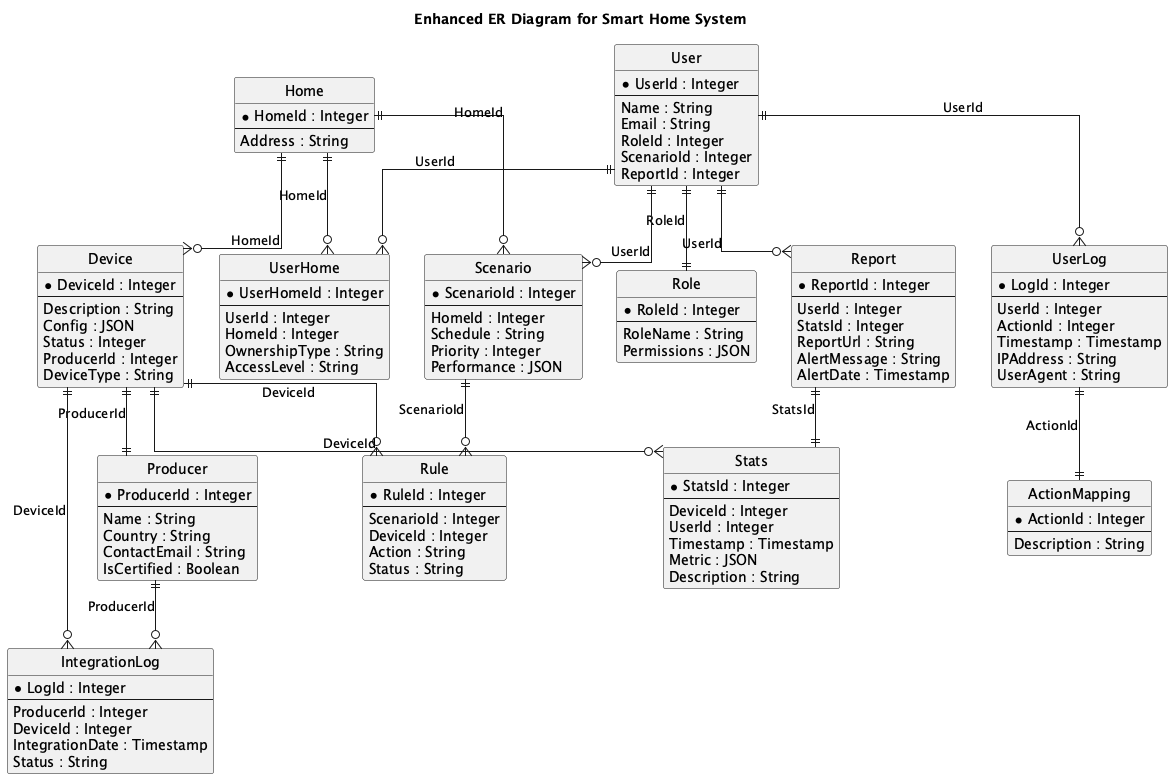 Enhanced ER Diagram for Smart Home System
User
• UserId : Integer
Name : String
Email : String
RoleId : Integer
ScenarioId : Integer
ReportId : Integer
Home
• HomeId : Integer
Address : String
HomeId
UserId
UserId
HomeId
HomeId
RoleId
UserId
UserId
Device
• DeviceId : Integer
Description : String
Config : JSON
Status : Integer
ProducerId : Integer
DeviceType : String
UserHome
• UserHomeId : Integer
UserId : Integer
HomeId : Integer
OwnershipType : String
AccessLevel : String
Scenario
• ScenarioId : Integer
HomeId : Integer
Schedule : String
Priority : Integer
Performance : JSON
Role
• RoleId : Integer
RoleName : String
Permissions : JSON
Report
• ReportId : Integer
UserId : Integer
StatsId : Integer
ReportUrl : String
AlertMessage : String
AlertDate : Timestamp
UserLog
• LogId : Integer
UserId : Integer
ActionId : Integer
Timestamp : Timestamp
IPAddress : String
UserAgent : String
DeviceId
ProducerId
ScenarioId
StatsId
ActionId
DeviceId
DeviceId
Producer
• ProducerId : Integer
Name : String
Country : String
ContactEmail : String
IsCertified : Boolean
Rule
• RuleId : Integer
ScenarioId : Integer
DeviceId : Integer
Action : String
Status : String
Stats
• StatsId : Integer
DeviceId : Integer
UserId : Integer
Timestamp : Timestamp
Metric : JSON
Description : String
ActionMapping
• ActionId : Integer
Description : String
ProducerId
IntegrationLog
• LogId : Integer
ProducerId : Integer
DeviceId : Integer
IntegrationDate : Timestamp
Status : String